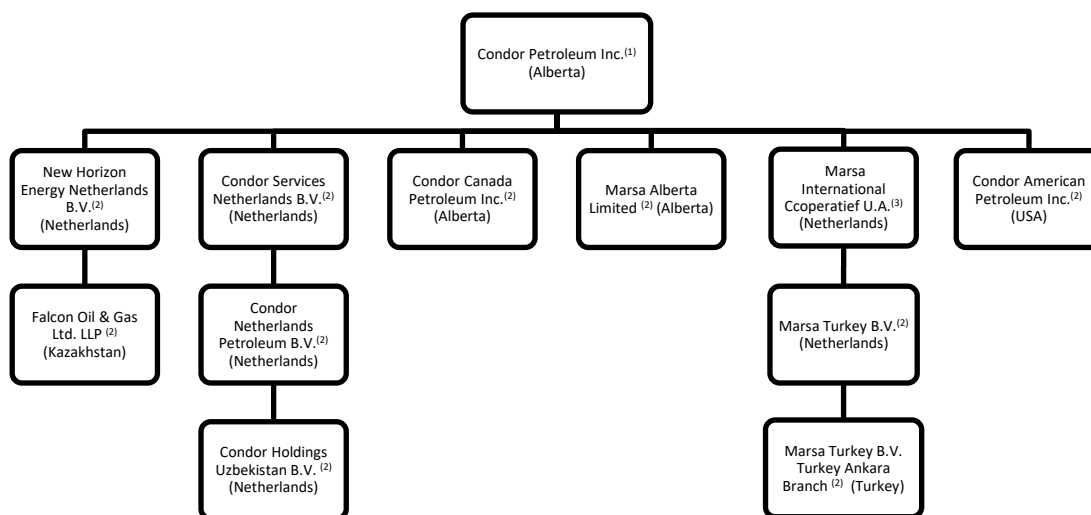 Condor Petroleum Inc.(1)
(Alberta)
New Horizon
Energy Netherlands
B.V.(2)
(Netherlands)
Condor Services
Netherlands B.V.(2)
(Netherlands)
Condor Canada
Petroleum Inc.(2)
(Alberta)
Marsa Alberta
Limited (2) (Alberta)
Marsa
International
Ccoperatief U.A.(3)
(Netherlands)
Condor American
Petroleum Inc.(2)
(USA)
Falcon Oil & Gas
Ltd. LLP (2)
(Kazakhstan)
Condor
Netherlands
Petroleum B.V.(2)
(Netherlands)
Marsa Turkey B.V.(2)
(Netherlands)
Condor Holdings
Uzbekistan B.V. (2)
(Netherlands)
Marsa Turkey B.V.
Turkey Ankara
Branch (2) (Turkey)